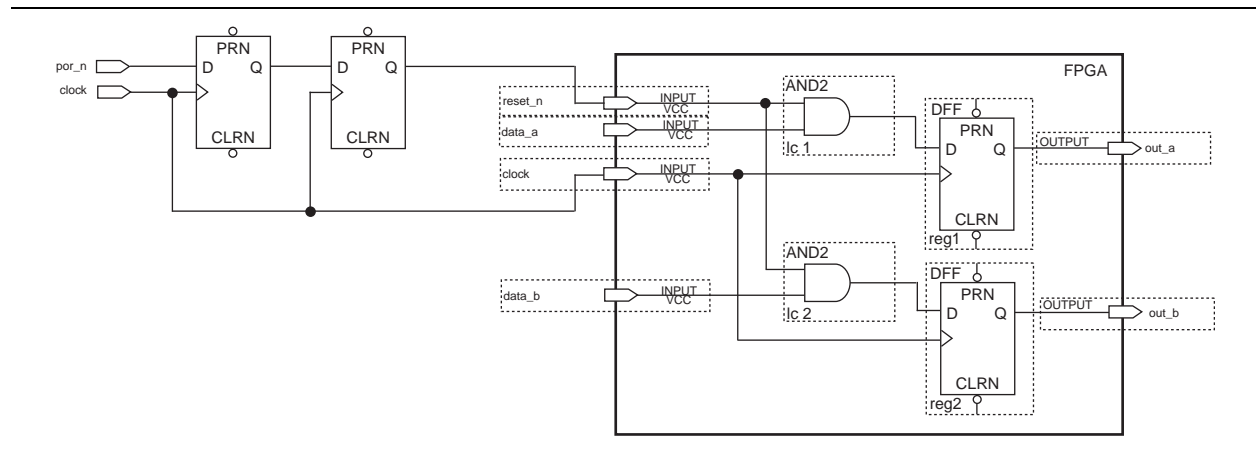 PRN
D Q
CLRN
PRN
D Q
CLRN
por_n
clock
FPGA
reset_n
INPUT
VCC
data_a
INPUT
VCC
clock
INPUT
VCC
data_b
INPUT
VCC
AND2
lc 1
AND2
lc 2
DFF
PRN
D Q
CLRN
reg1
OUTPUT
out_a
DFF
PRN
D Q
CLRN
reg2
OUTPUT
out_b